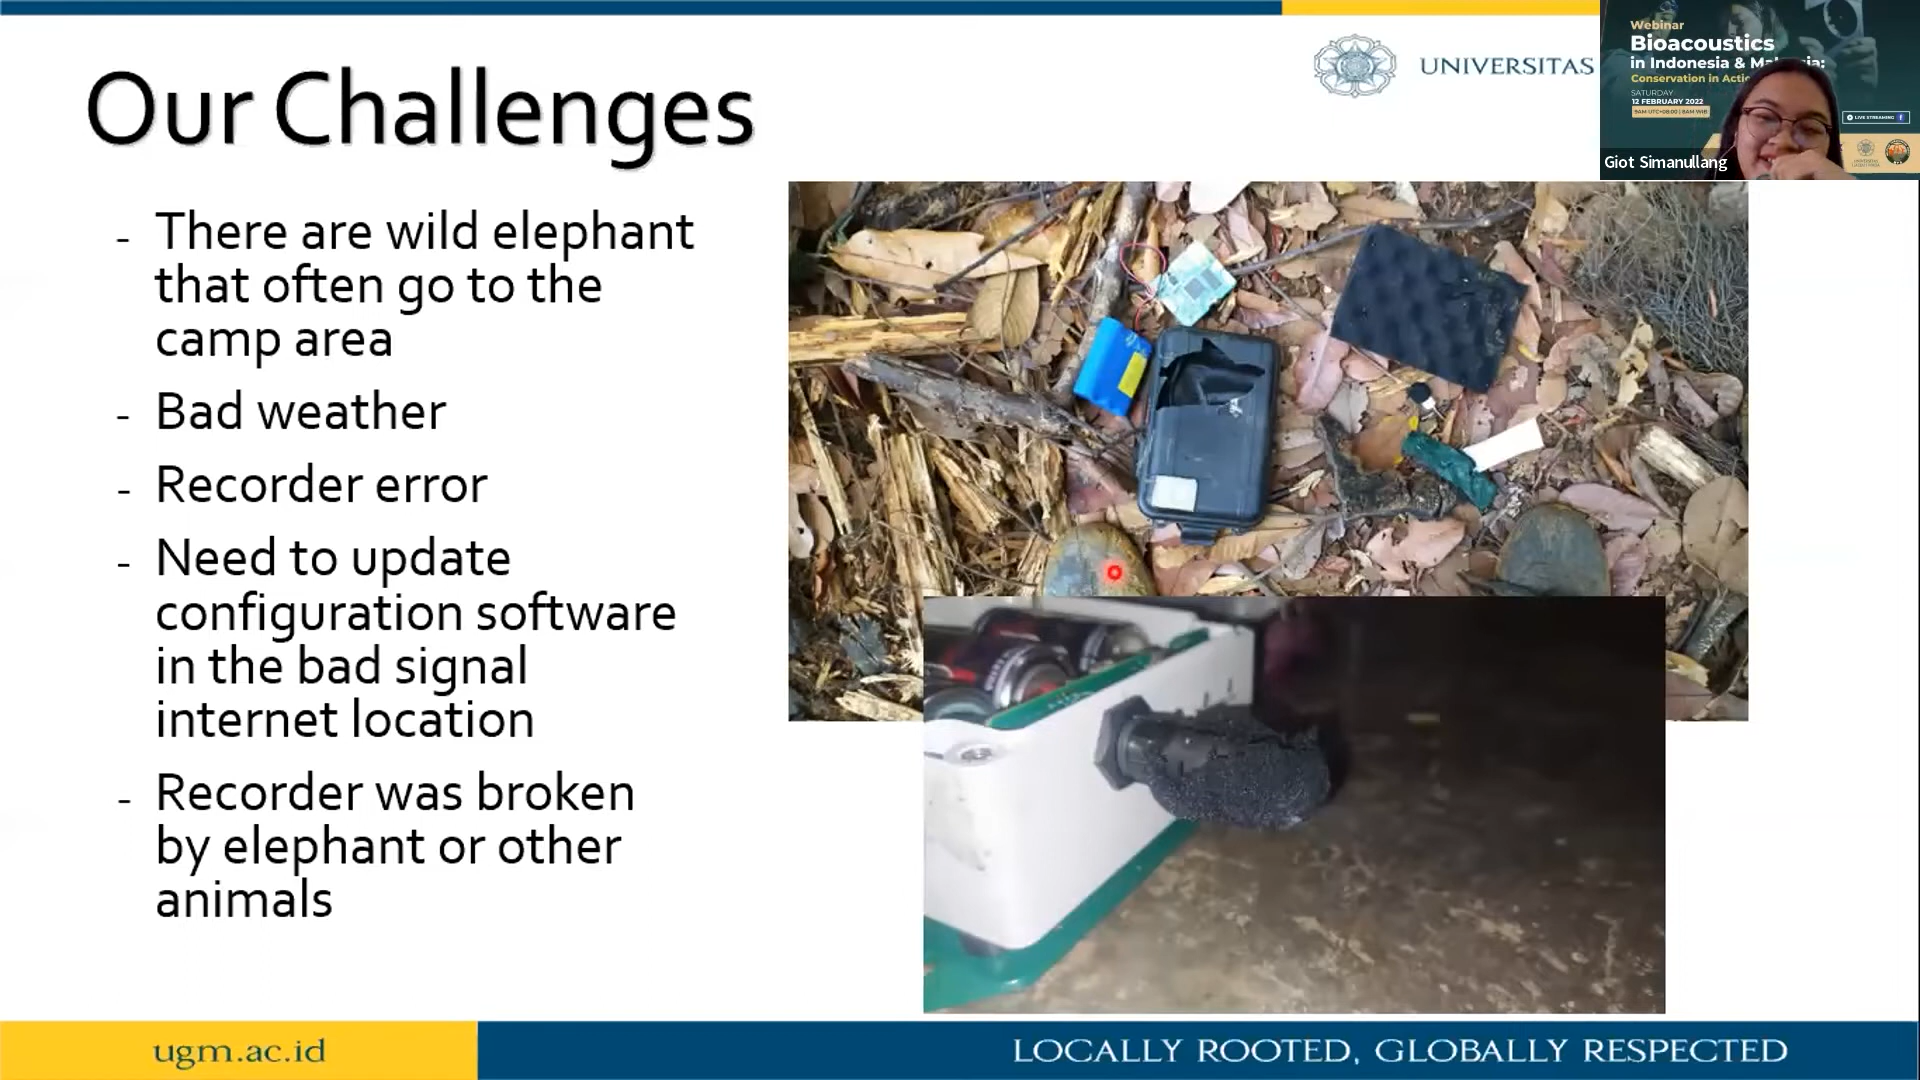 Our Challenges
UNIVERSITAS
Webinar
Bioacoustics
in Indonesia &
Conservation in
SATURDAY
12 FEBRUARY 2022
LIVE STREAMING
Giot Simanullang
- There are wild elephant
that often go to the
camp area
- Bad weather
- Recorder error
- Need to update
configuration software
in the bad signal
internet location
- Recorder was broken
by elephant or other
animals
ugm.ac.id
LOCALLY ROOTED, GLOBALLY RESPECTED